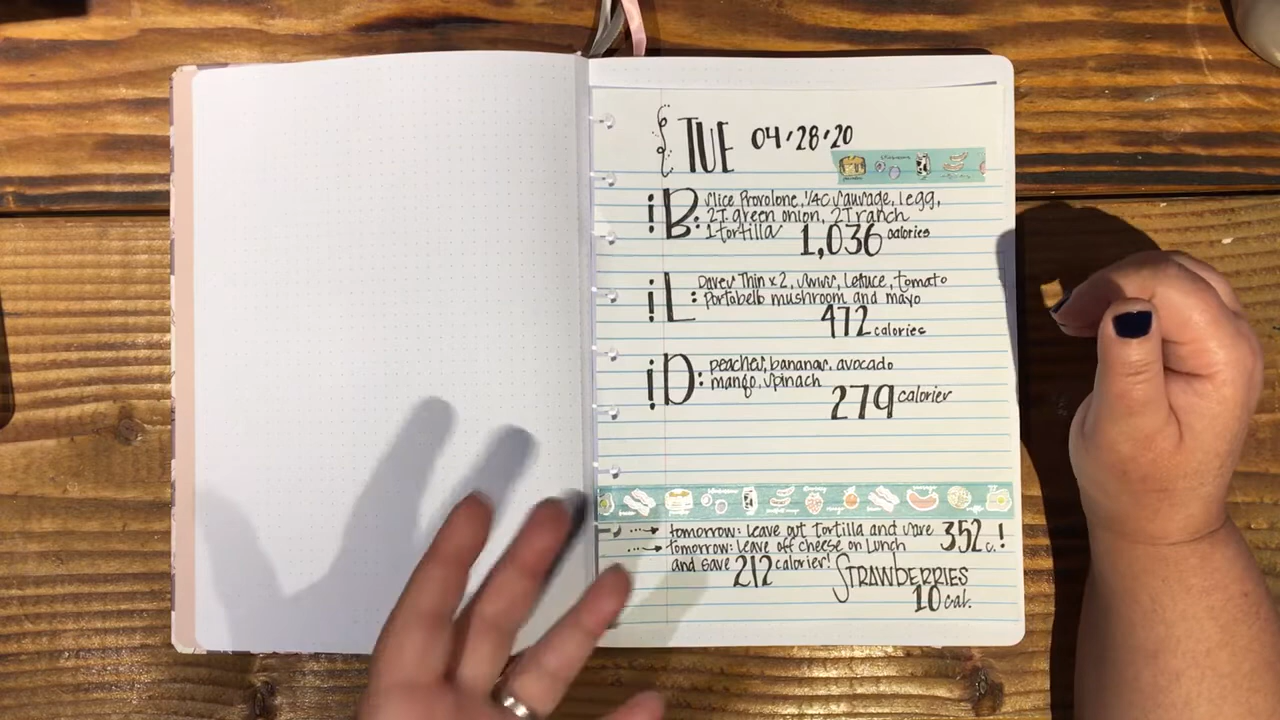 TUE 04/28/20
B: Slice Provolone, 1/4C sausage, 1 egg,
2T green onion, 2T ranch
1 tortilla 1,036 calories
L: Daves Thin x 2, swiss, lettuce, tomato
portabello mushroom and mayo
472 calories
D: peaches, bananas, avocado
mango, spinach
279 calories
tomorrow: leave out tortilla and save 352 c.!
tomorrow: leave off cheese on lunch
and save 212 calories!
STRAWBERRIES
10 cal.